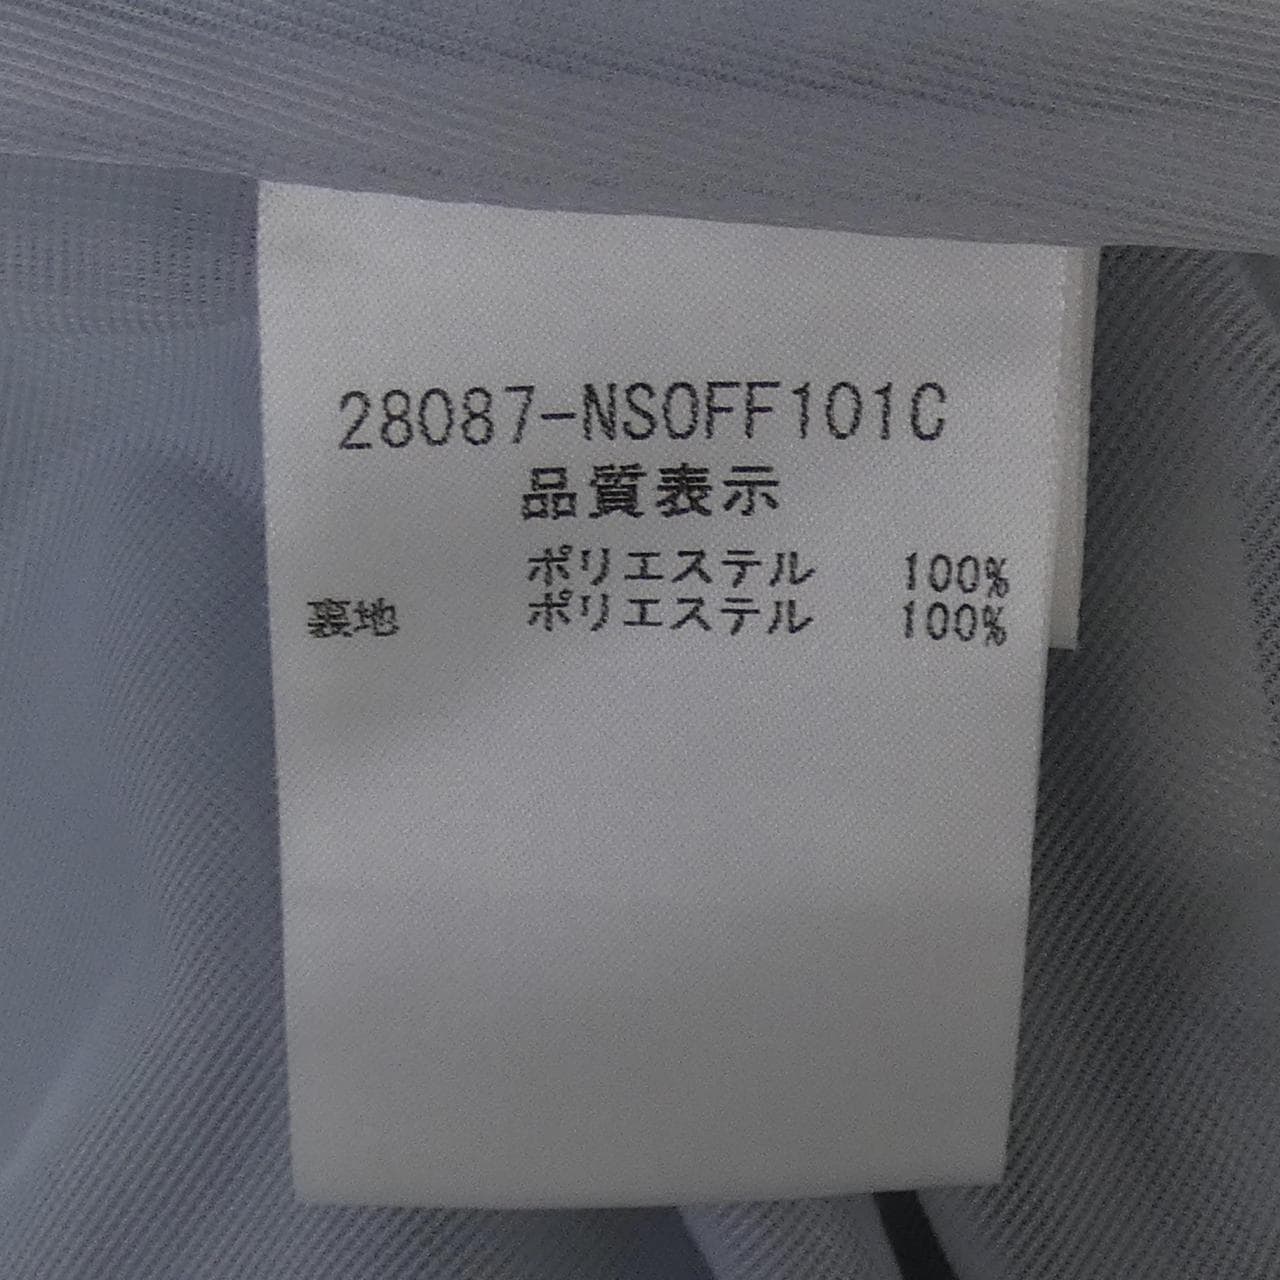 28087-NSOFF101C
品質表示
ポリエステル 100%
裏地 ポリエステル 100%